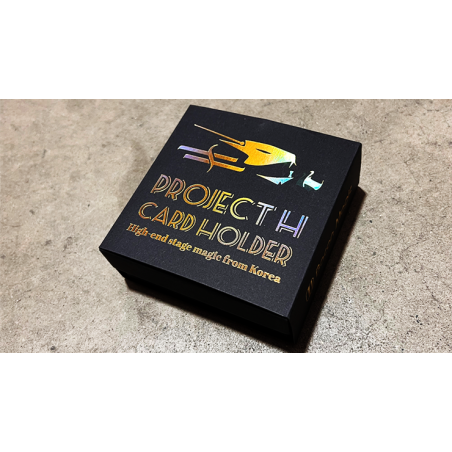 PROJECT H
CARD HOLDER
High-end stage magic from Korea